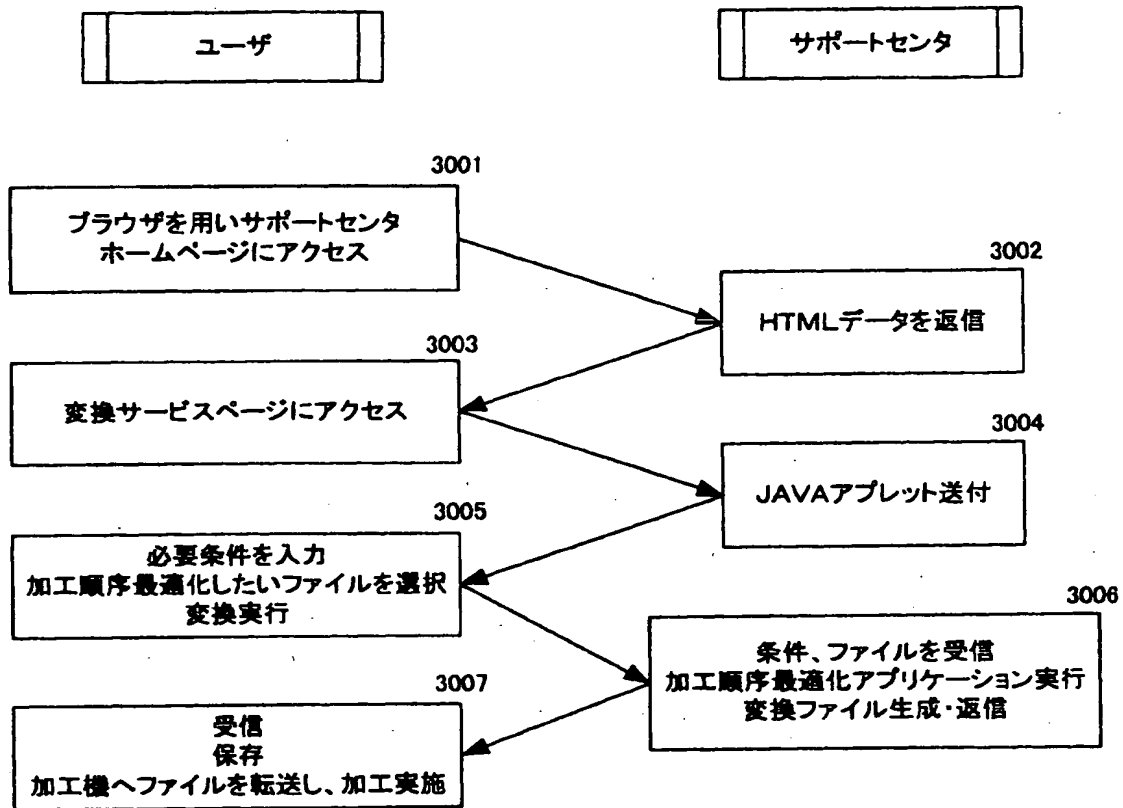 ユーザ
サポートセンタ
3001
ブラウザを用いサポートセンタ
ホームページにアクセス
3002
HTMLデータを返信
3003
変換サービスページにアクセス
3004
JAVAアプレット送付
3005
必要条件を入力
加工順序最適化したいファイルを選択
変換実行
3006
条件、ファイルを受信
加工順序最適化アプリケーション実行
変換ファイル生成・返信
3007
受信
保存
加工機へファイルを転送し、加工実施